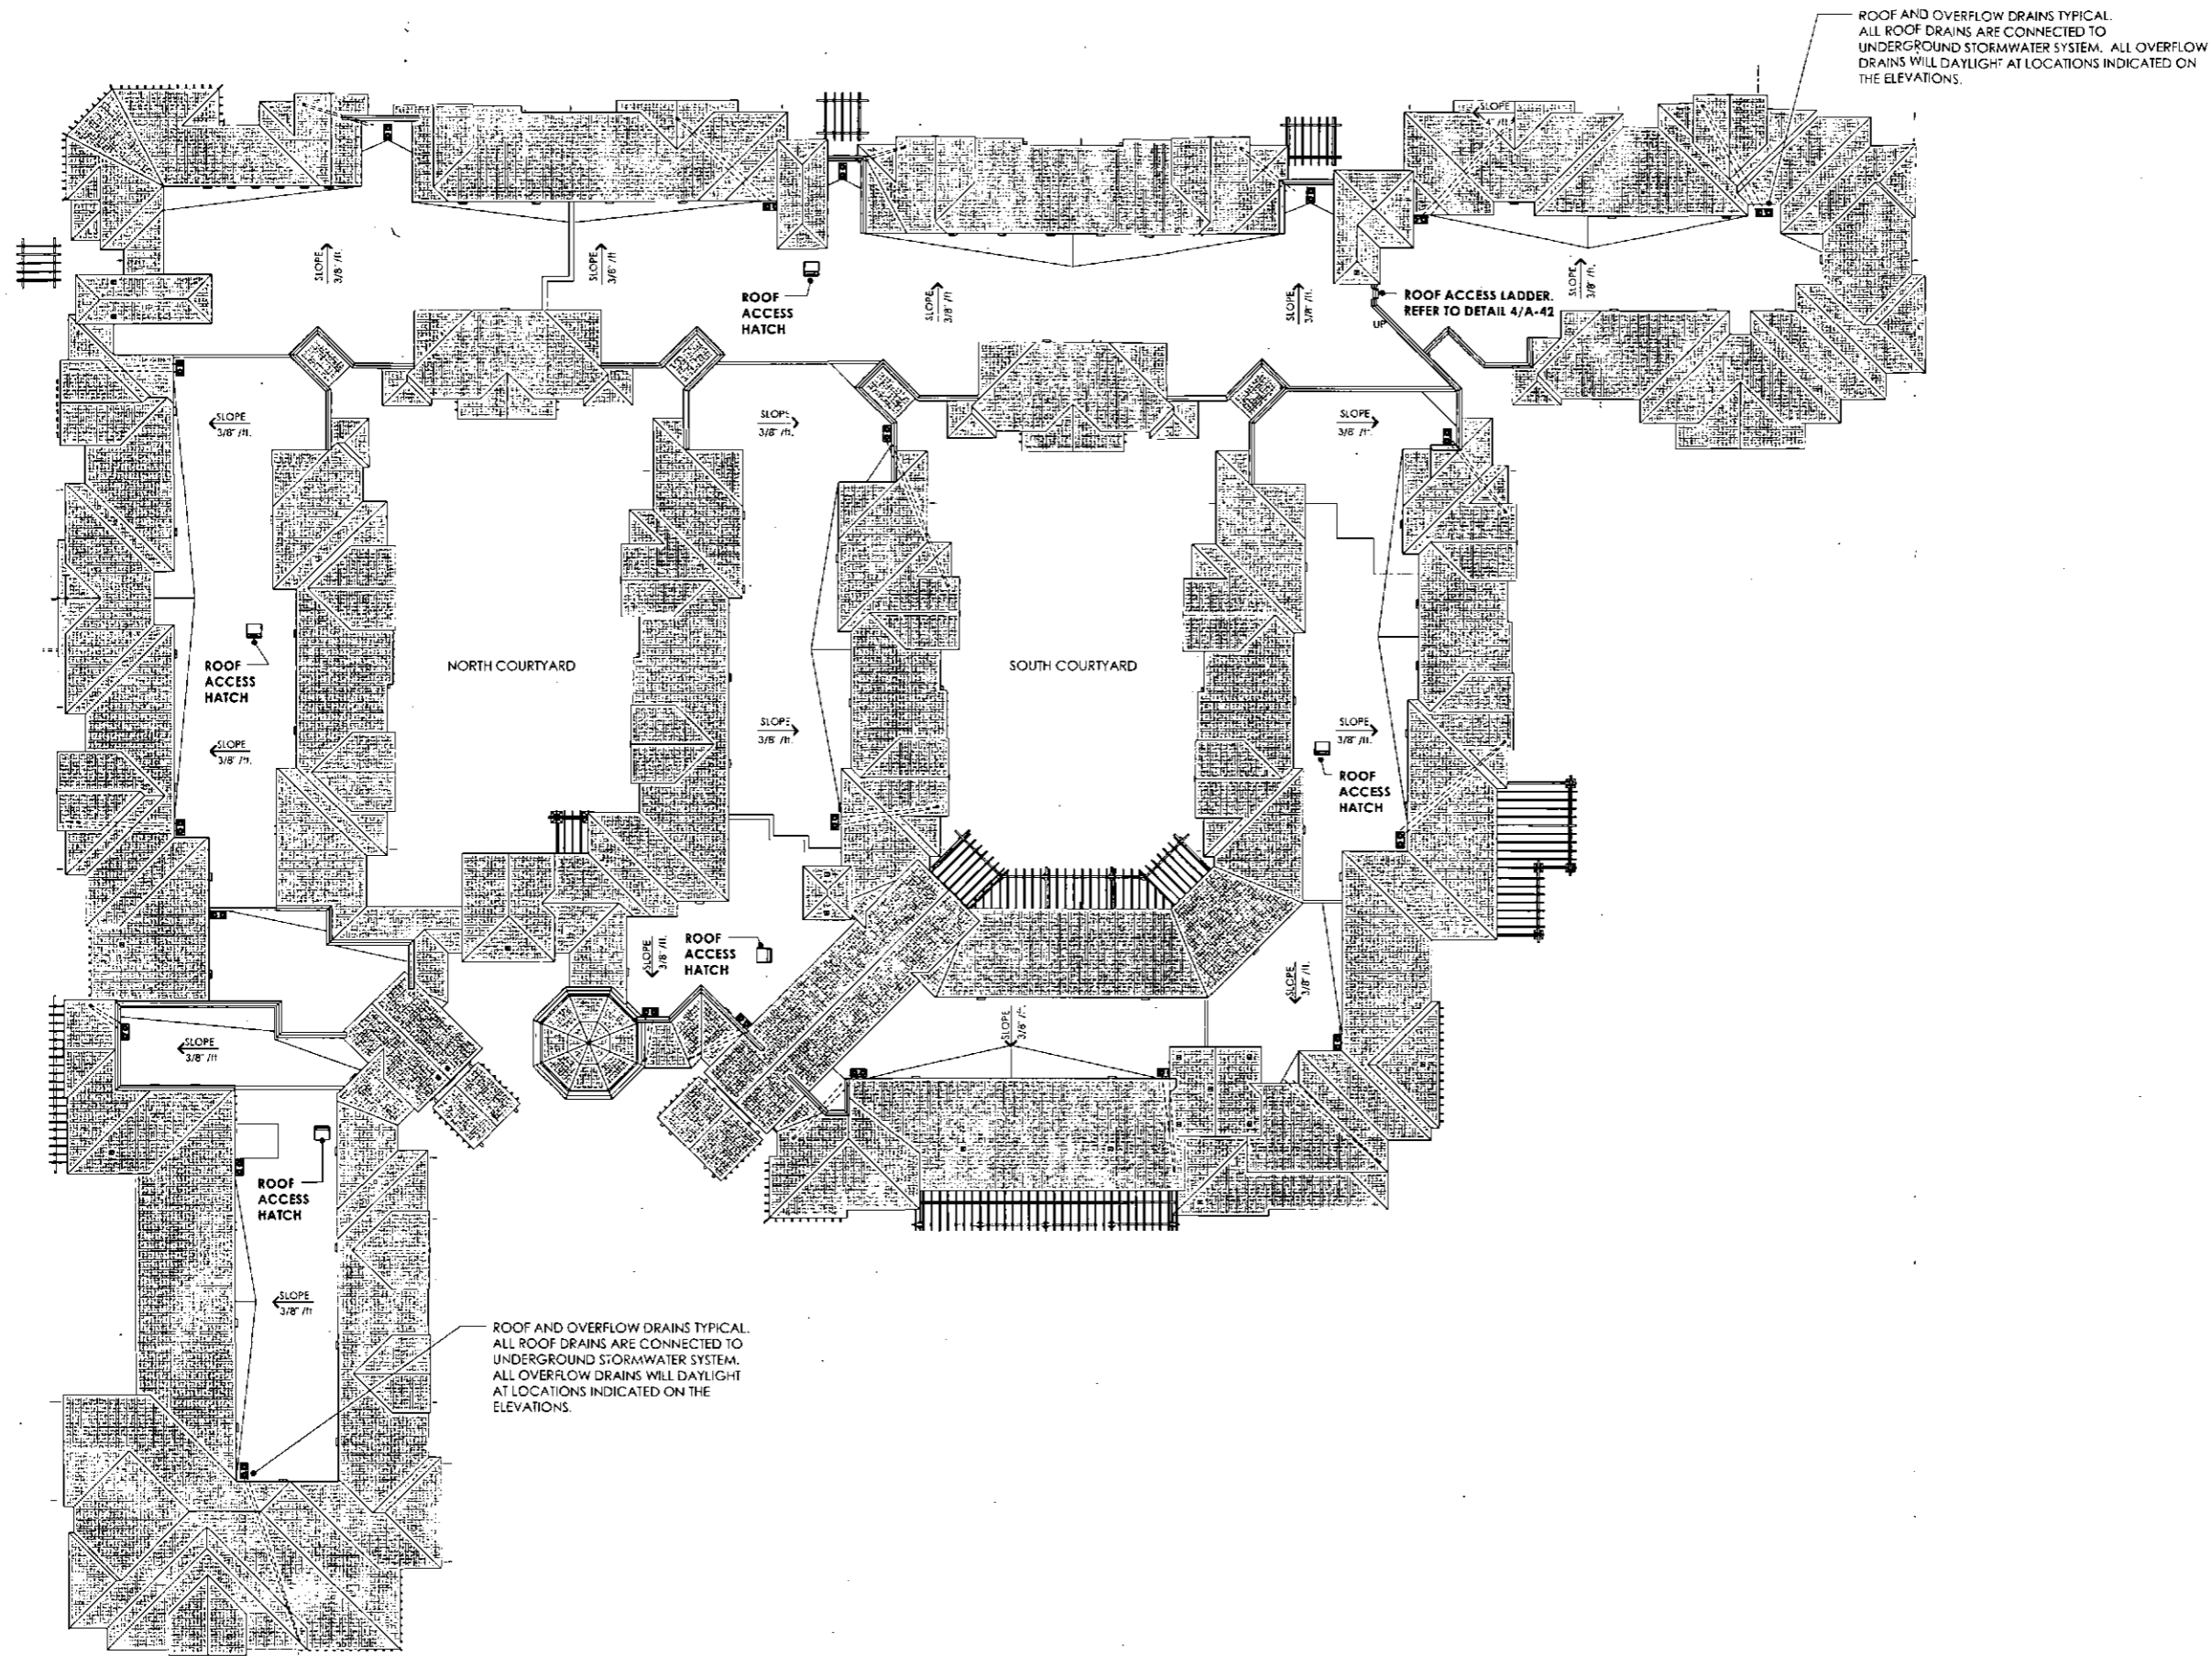 ROOF AND OVERFLOW DRAINS TYPICAL.
ALL ROOF DRAINS ARE CONNECTED TO
UNDERGROUND STORMWATER SYSTEM. ALL OVERFLOW
DRAINS WILL DAYLIGHT AT LOCATIONS INDICATED ON
THE ELEVATIONS.
SLOPE
SLOPE
3/8" /ft.
SLOPE
3/8" /ft
SLOPE
3/8" /ft.
SLOPE
3/8" /ft.
SLOPE
3/8" /ft.
ROOF
ACCESS
HATCH
ROOF ACCESS LADDER.
REFER TO DETAIL 4/A-42
UP
SLOPE
3/8" /ft.
SLOPE
3/8" /ft.
SLOPE
3/8" /ft.
ROOF
ACCESS
HATCH
NORTH COURTYARD
SOUTH COURTYARD
SLOPE
3/8" /ft.
SLOPE
3/8" /ft.
SLOPE
3/8" /ft.
ROOF
ACCESS
HATCH
SLOPE
3/8" /ft.
ROOF
ACCESS
HATCH
SLOPE
3/8" /ft.
SLOPE
3/8" /ft.
SLOPE
3/8" /ft
ROOF
ACCESS
HATCH
SLOPE
3/8" /ft
ROOF AND OVERFLOW DRAINS TYPICAL.
ALL ROOF DRAINS ARE CONNECTED TO
UNDERGROUND STORMWATER SYSTEM.
ALL OVERFLOW DRAINS WILL DAYLIGHT
AT LOCATIONS INDICATED ON THE
ELEVATIONS.